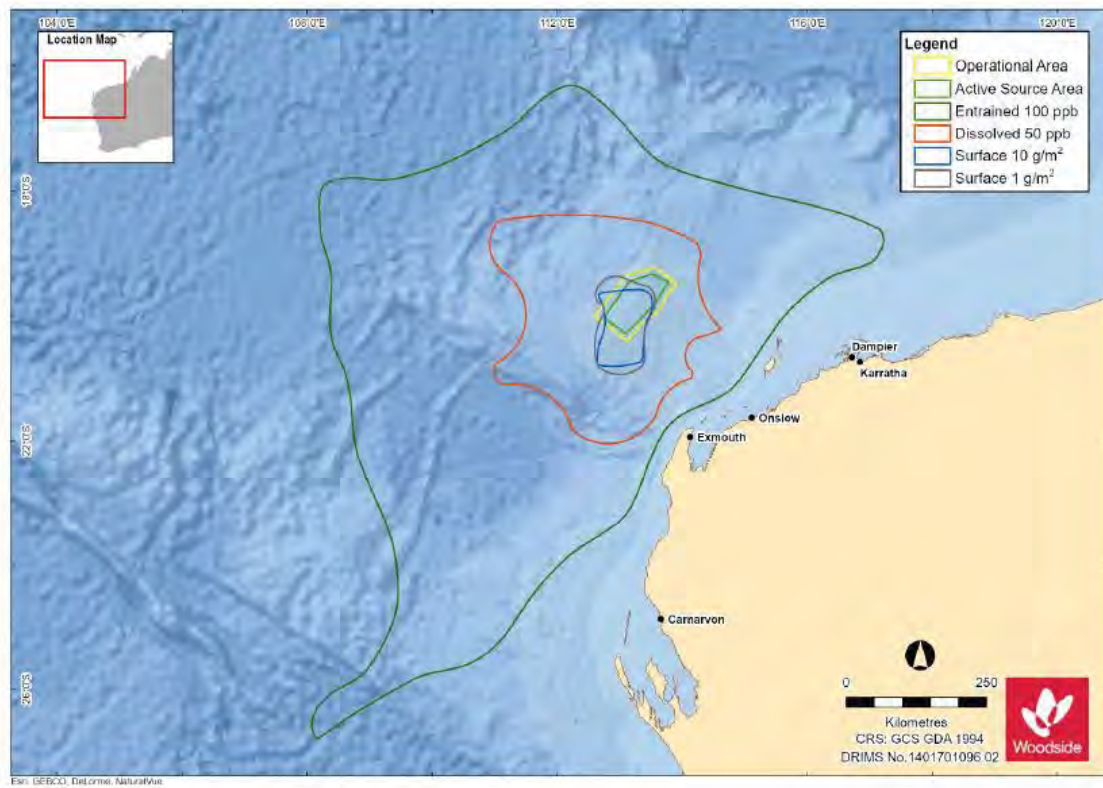 104°0'E 108°0'E 112°0'E 116°0'E 120°0'E
Location Map
Legend
Operational Area
Active Source Area
Entrained 100 ppb
Dissolved 50 ppb
Surface 10 g/m²
Surface 1 g/m²
18°0'S
22°0'S
26°0'S
Dampier
Karratha
Onslow
Exmouth
Carnarvon
0 250
Kilometres
CRS: GCS GDA 1994
DRIMS No.1401701096 02
Woodside
Esri, GEBCO, DeLorme, NaturalVue